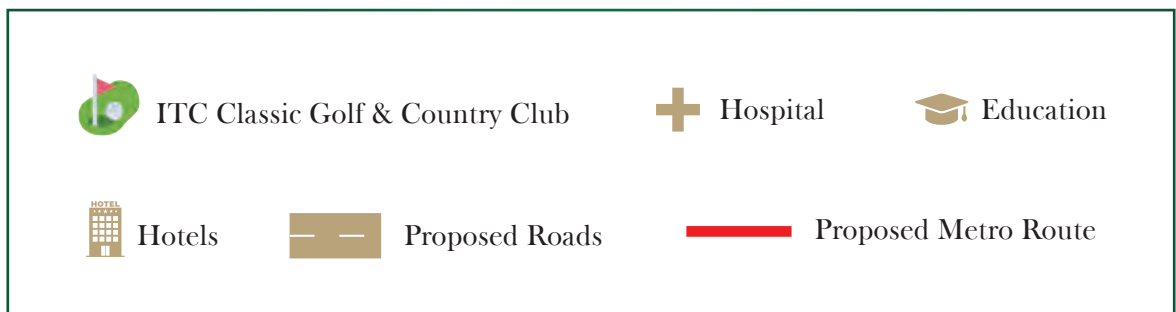 ITC Classic Golf & Country Club
Hospital
Education
HOTEL
Hotels
Proposed Roads
Proposed Metro Route